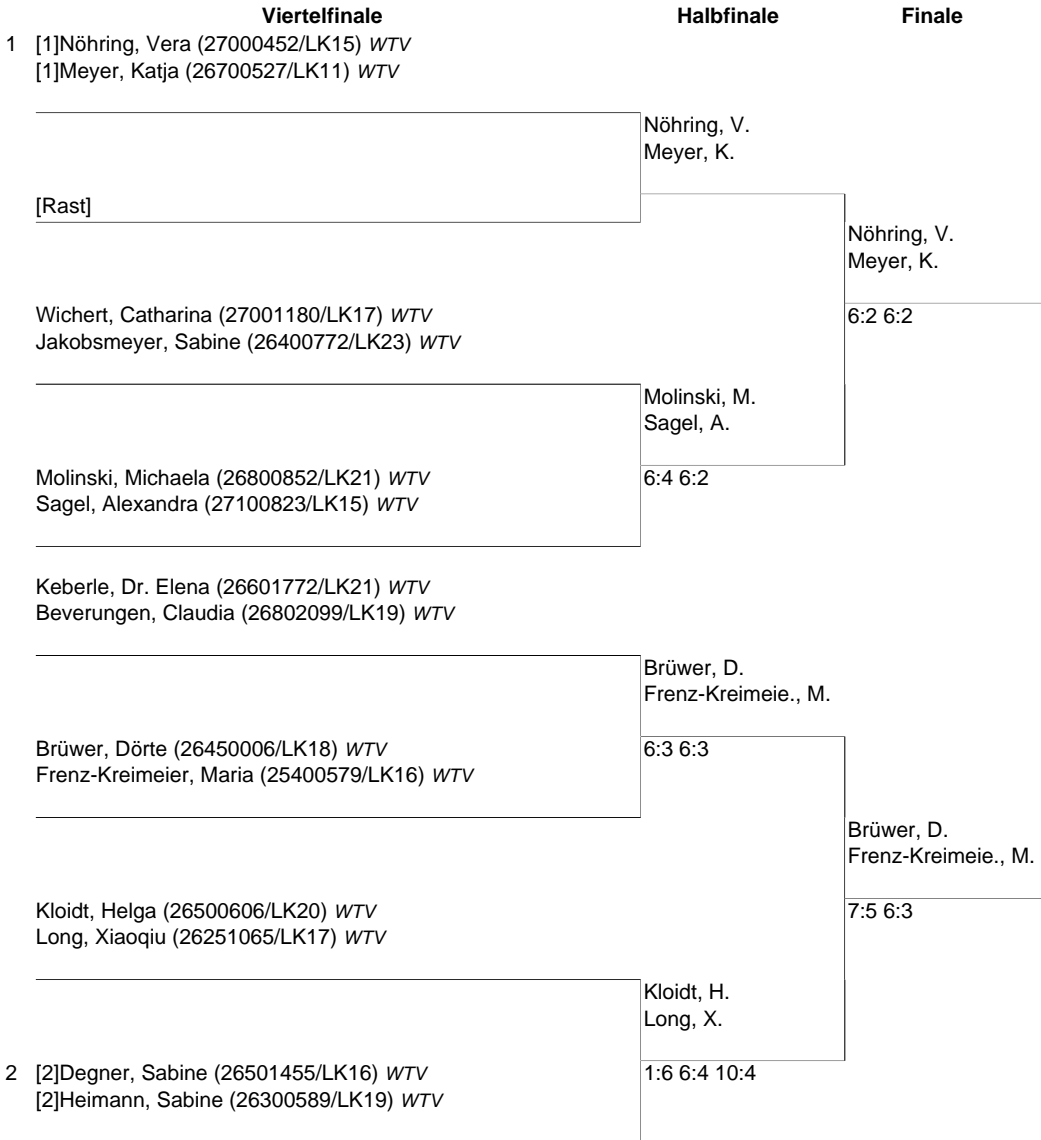 Viertelfinale Halbfinale Finale
1 [1]Nöhring, Vera (27000452/LK15) WTV
[1]Meyer, Katja (26700527/LK11) WTV
Nöhring, V.
Meyer, K.
[Rast]
Nöhring, V.
Meyer, K.
Wichert, Catharina (27001180/LK17) WTV 6:2 6:2
Jakobsmeyer, Sabine (26400772/LK23) WTV
Molinski, M.
Sagel, A.
Molinski, Michaela (26800852/LK21) WTV 6:4 6:2
Sagel, Alexandra (27100823/LK15) WTV
Keberle, Dr. Elena (26601772/LK21) WTV
Beverungen, Claudia (26802099/LK19) WTV
Brüwer, D.
Frenz-Kreimeie., M.
Brüwer, Dörte (26450006/LK18) WTV 6:3 6:3
Frenz-Kreimeier, Maria (25400579/LK16) WTV
Brüwer, D.
Frenz-Kreimeie., M.
Kloidt, Helga (26500606/LK20) WTV 7:5 6:3
Long, Xiaoqiu (26251065/LK17) WTV
Kloidt, H.
Long, X.
2 [2]Degner, Sabine (26501455/LK16) WTV 1:6 6:4 10:4
[2]Heimann, Sabine (26300589/LK19) WTV